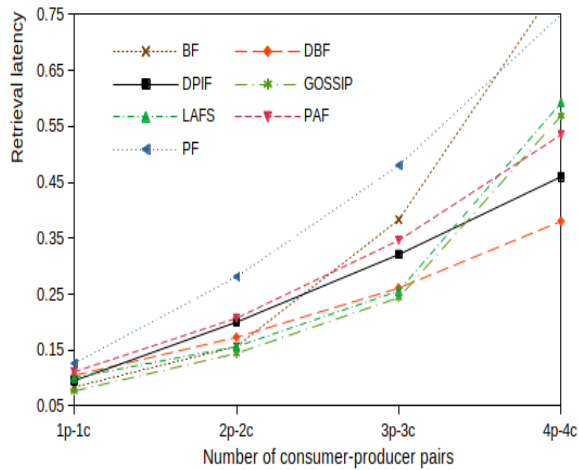 Retrieval latency
0.75
0.65
0.55
0.45
0.35
0.25
0.15
0.05
BF
DBF
DPIF
GOSSIP
LAFS
PAF
PF
1p-1c
2p-2c
3p-3c
4p-4c
Number of consumer-producer pairs